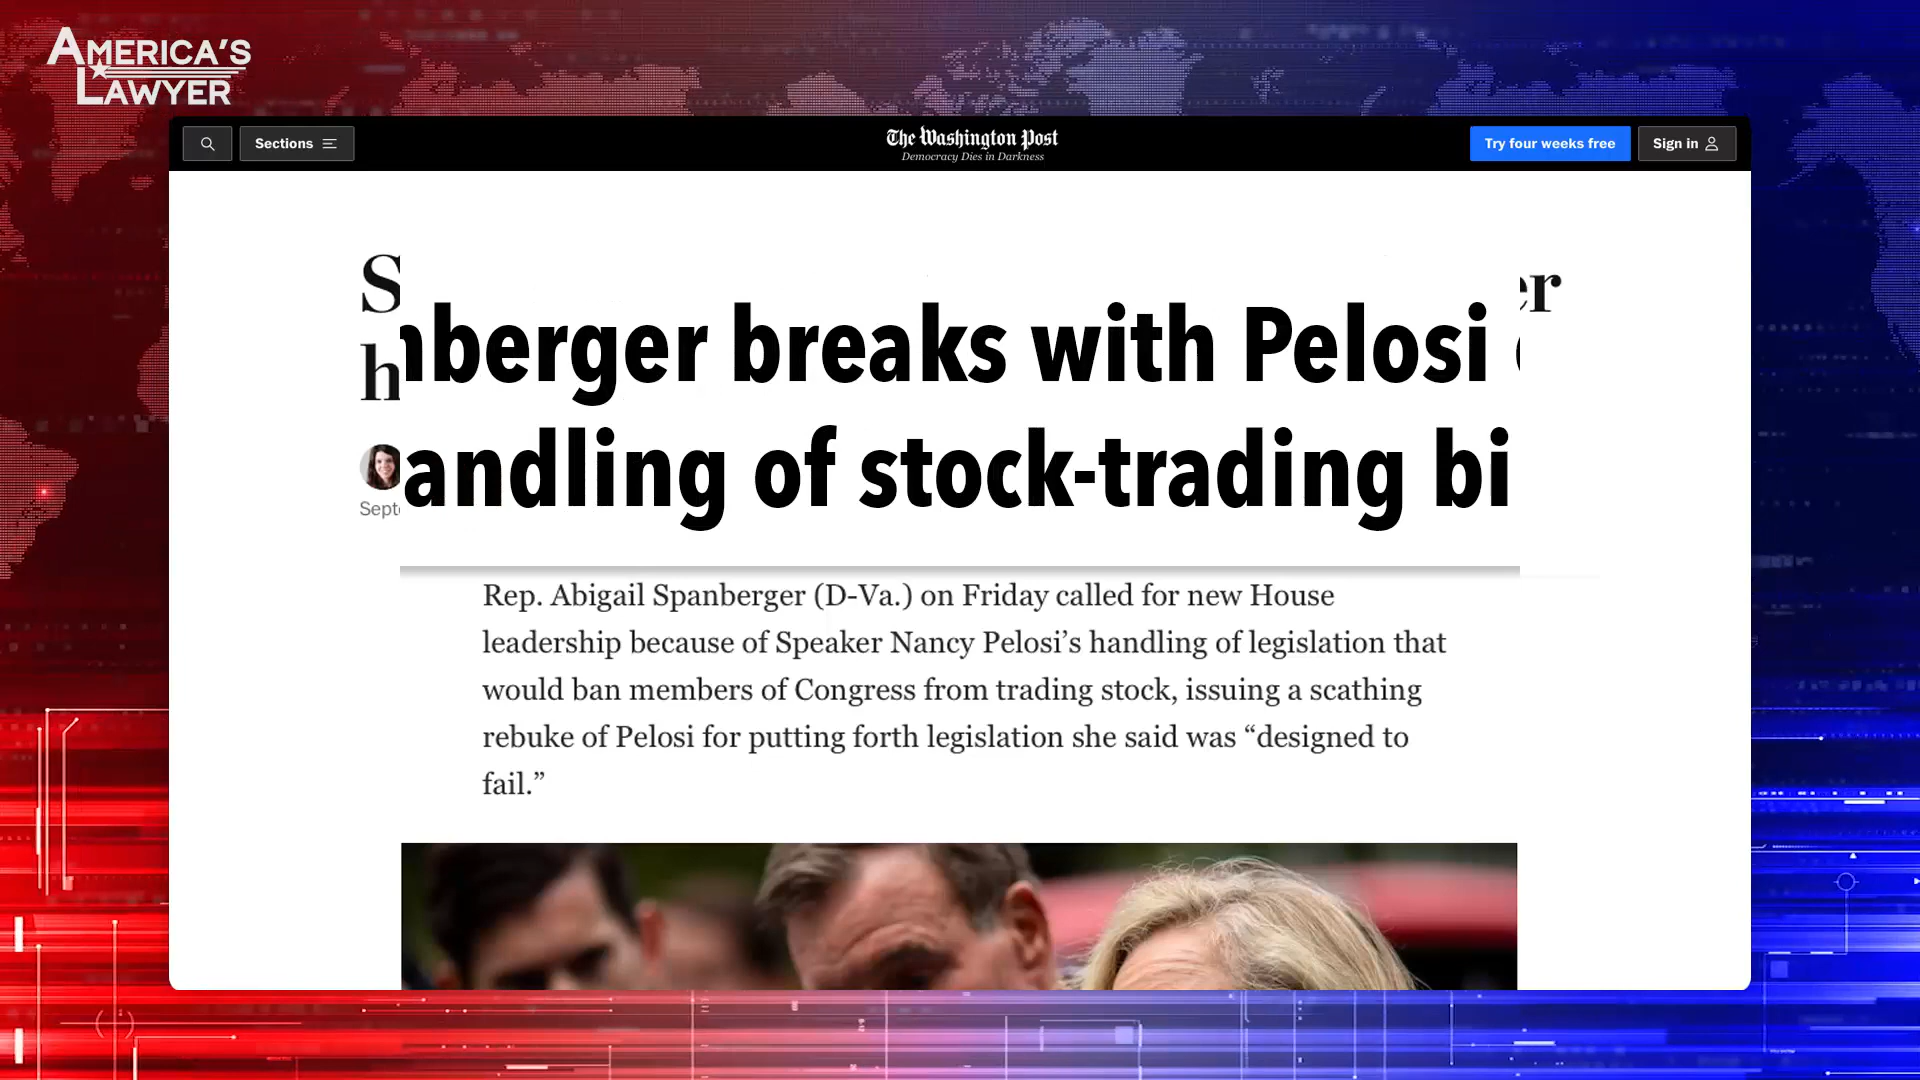 AMERICA'S
LAWYER
Sections
The Washington Post
Democracy Dies in Darkness
Try four weeks free
Sign in
S er
nberger breaks with Pelosi
h
andling of stock-trading bi
Sept
Rep. Abigail Spanberger (D-Va.) on Friday called for new House
leadership because of Speaker Nancy Pelosi’s handling of legislation that
would ban members of Congress from trading stock, issuing a scathing
rebuke of Pelosi for putting forth legislation she said was “designed to
fail.”